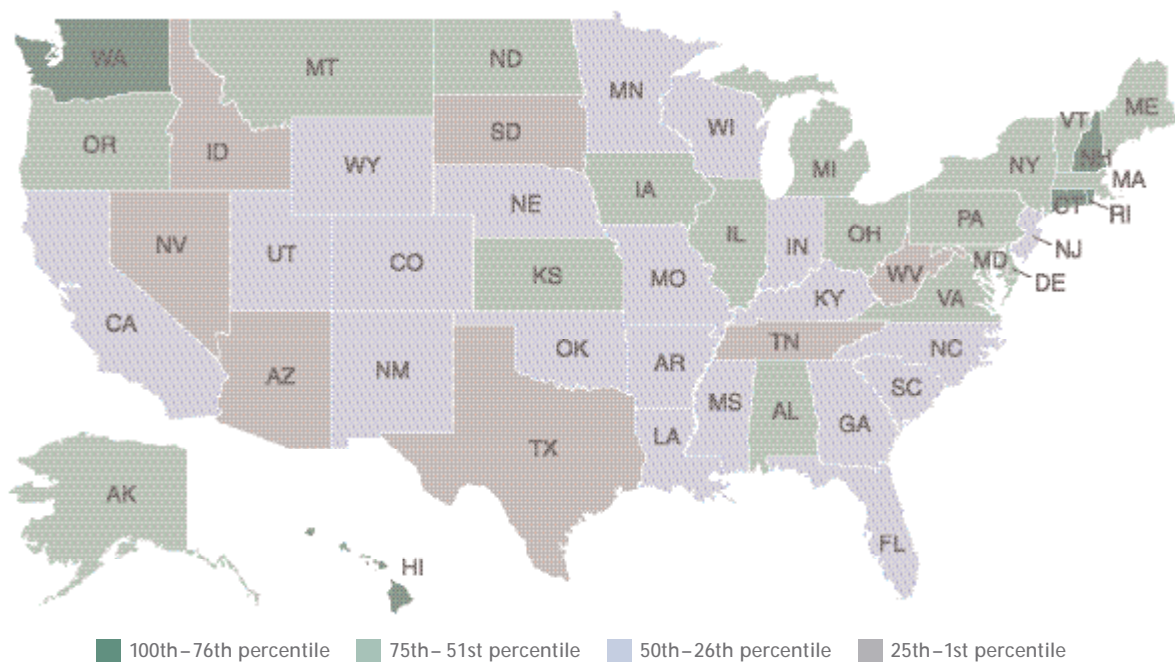 WA
MT
ND
MN
VT
ME
OR
ID
SD
WI
NH
WY
MI
NY
MA
IA
NE
CT
RI
PA
NV
UT
CO
IL
IN
OH
NJ
KS
MO
WV
MD
DE
KY
VA
CA
TN
NC
AZ
NM
OK
AR
SC
MS
AL
GA
LA
TX
AK
FL
HI
100th–76th percentile 75th–51st percentile 50th–26th percentile 25th–1st percentile